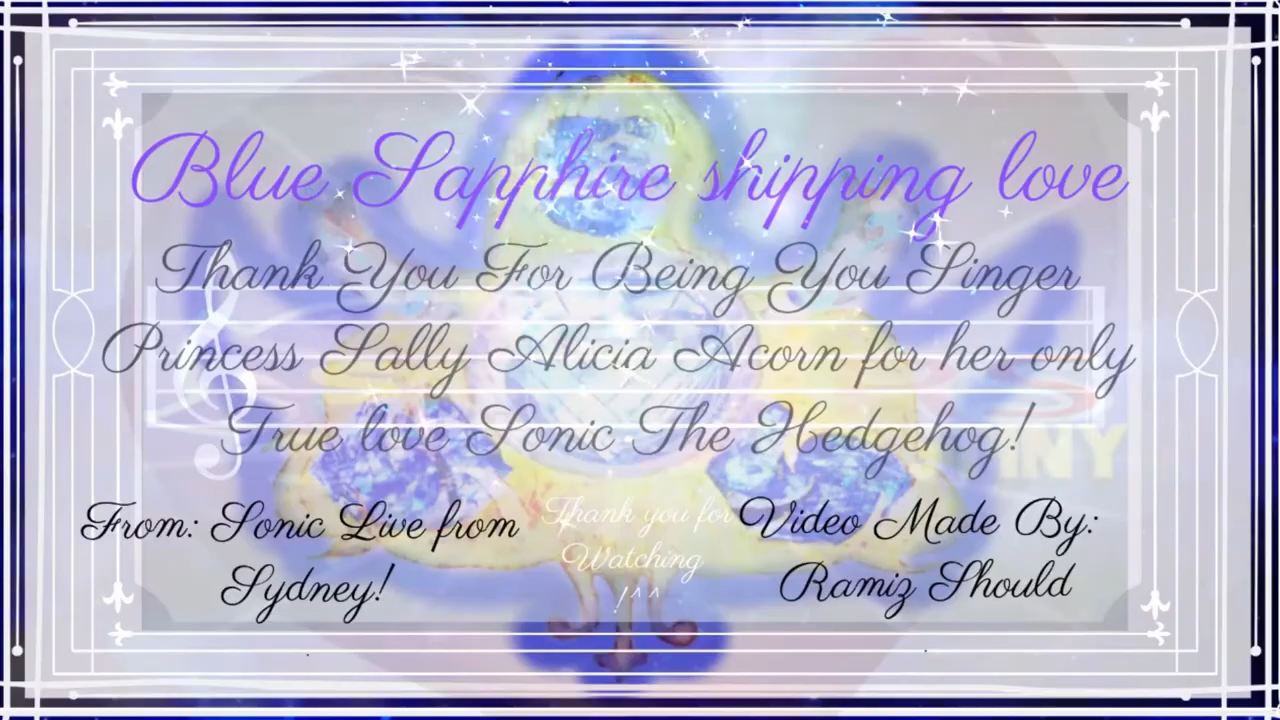 Blue Sapphire shipping love
Thank You For Being You Singer
Princess Sally Alicia Acorn for her only
True love Sonic The Hedgehog!
From: Sonic Live from
Sydney!
Thank you for
Watching
!^^
Video Made By:
Ramiz Should